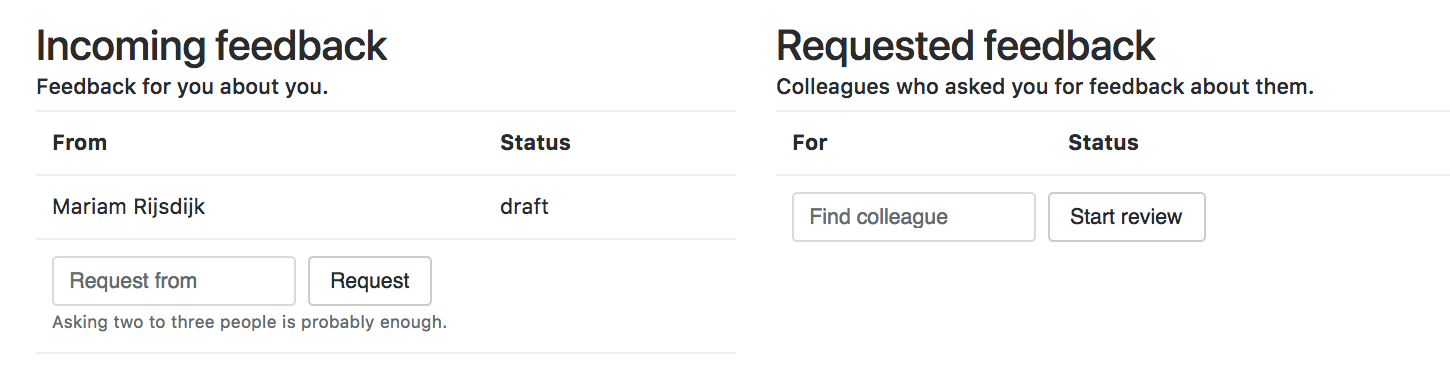 Incoming feedback
Feedback for you about you.
From Status
Mariam Rijsdijk draft
Request from Request
Asking two to three people is probably enough.
Requested feedback
Colleagues who asked you for feedback about them.
For Status
Find colleague Start review